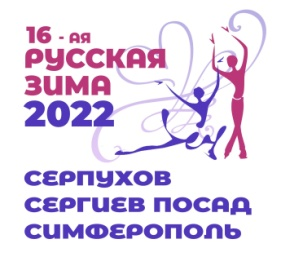 16 - ая
РУССКАЯ
ЗИМА
2022
СЕРПУХОВ
СЕРГИЕВ ПОСАД
СИМФЕРОПОЛЬ